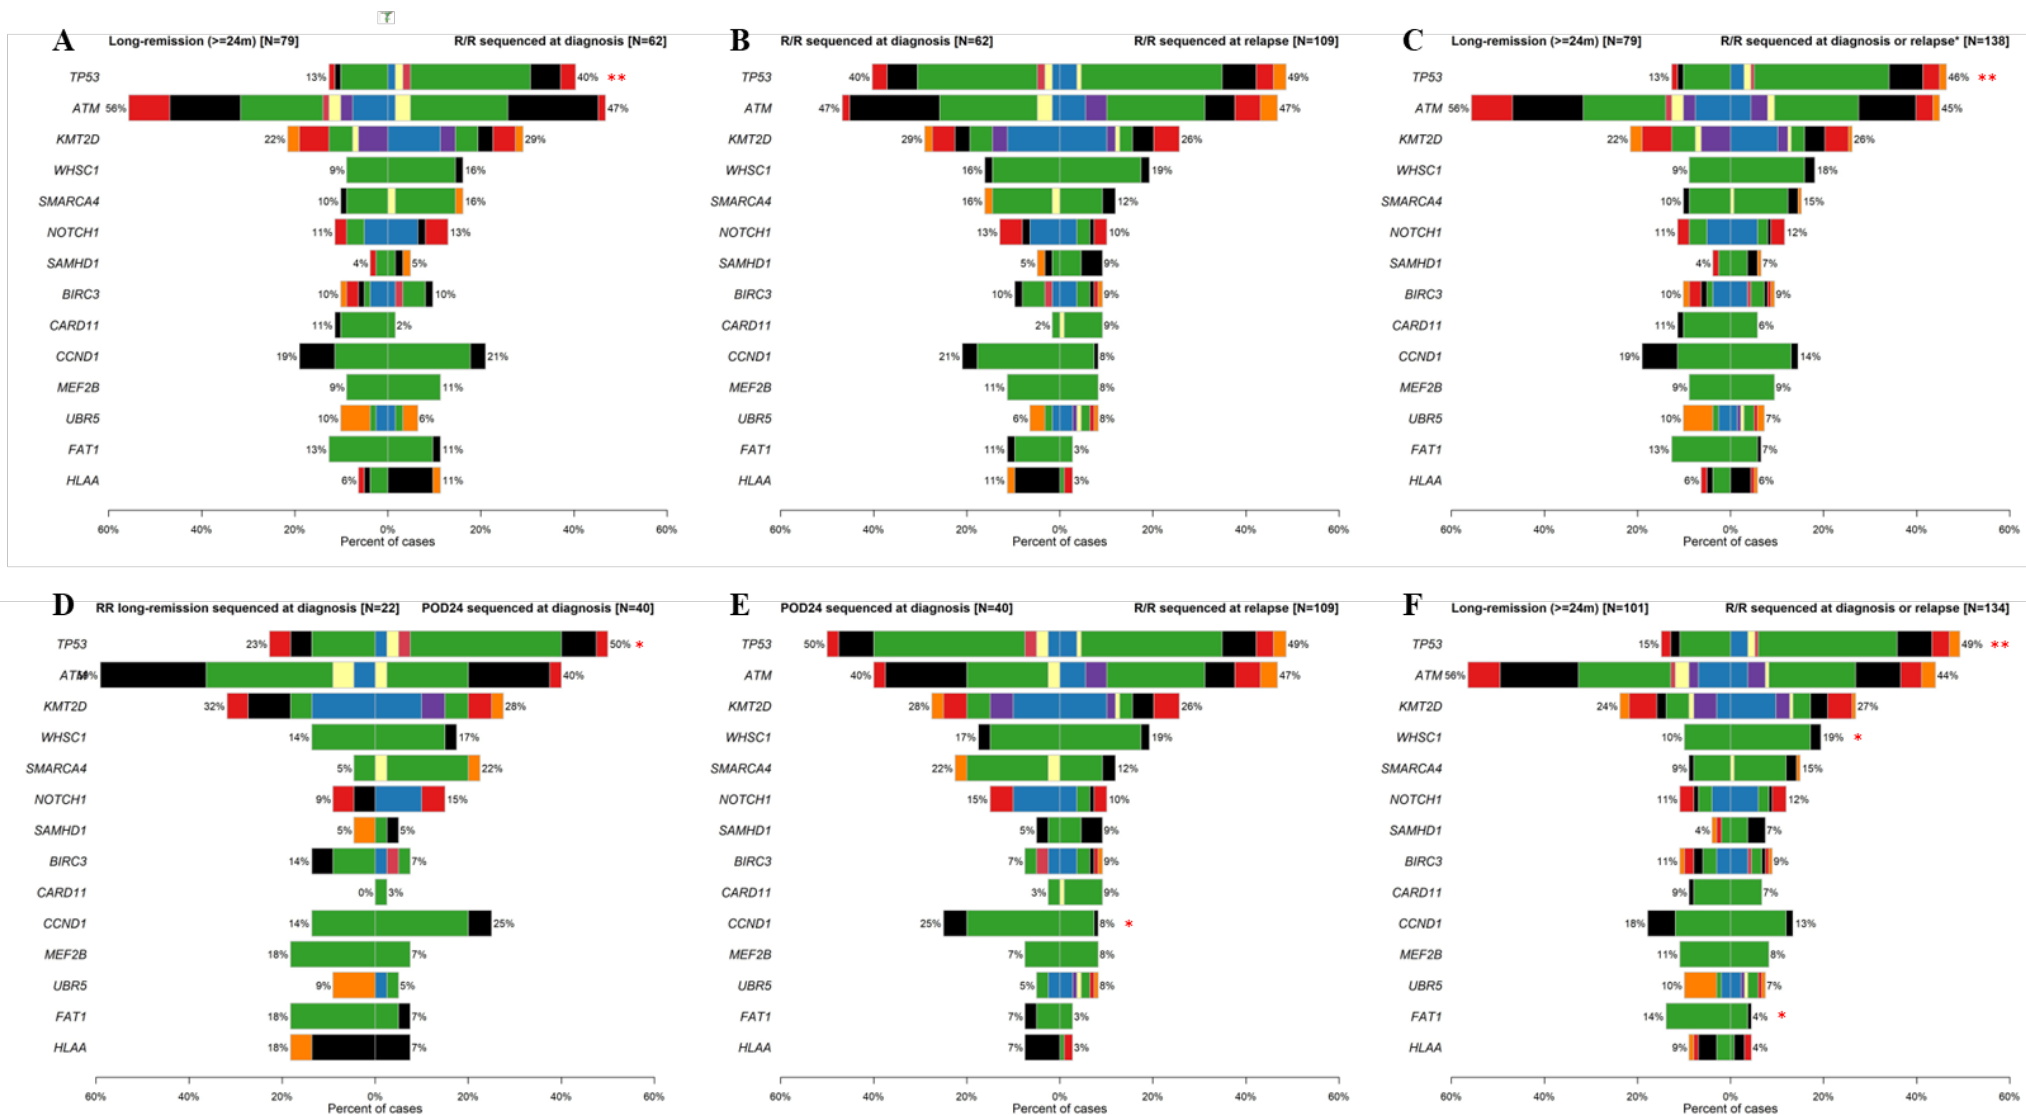 A Long-remission (>=24m) [N=79] R/R sequenced at diagnosis [N=62]
TP53 13% 40% **
ATM 56% 47%
KMT2D 22% 29%
WHSC1 9% 16%
SMARCA4 10% 16%
NOTCH1 11% 13%
SAMHD1 4% 5%
BIRC3 10% 10%
CARD11 11% 2%
CCND1 19% 21%
MEF2B 9% 11%
UBR5 10% 6%
FAT1 13% 11%
HLAA 6% 11%
60% 40% 20% 0% 20% 40% 60%
Percent of cases
B R/R sequenced at diagnosis [N=62] R/R sequenced at relapse [N=109]
TP53 40% 49%
ATM 47% 47%
KMT2D 29% 26%
WHSC1 16% 19%
SMARCA4 16% 12%
NOTCH1 13% 10%
SAMHD1 5% 9%
BIRC3 10% 9%
CARD11 2% 9%
CCND1 21% 8%
MEF2B 11% 8%
UBR5 6% 8%
FAT1 11% 3%
HLAA 11% 3%
60% 40% 20% 0% 20% 40% 60%
Percent of cases
C Long-remission (>=24m) [N=79] R/R sequenced at diagnosis or relapse* [N=138]
TP53 13% 46% **
ATM 56% 45%
KMT2D 22% 26%
WHSC1 9% 18%
SMARCA4 10% 15%
NOTCH1 11% 12%
SAMHD1 4% 7%
BIRC3 10% 9%
CARD11 11% 6%
CCND1 19% 14%
MEF2B 9% 9%
UBR5 10% 7%
FAT1 13% 7%
HLAA 6% 6%
60% 40% 20% 0% 20% 40% 60%
Percent of cases
D RR long-remission sequenced at diagnosis [N=22] POD24 sequenced at diagnosis [N=40]
TP53 23% 50% *
ATM 40%
KMT2D 32% 28%
WHSC1 14% 17%
SMARCA4 5% 22%
NOTCH1 9% 15%
SAMHD1 5% 5%
BIRC3 14% 7%
CARD11 0% 3%
CCND1 14% 25%
MEF2B 18% 7%
UBR5 9% 5%
FAT1 18% 7%
HLAA 18% 7%
60% 40% 20% 0% 20% 40% 60%
Percent of cases
E POD24 sequenced at diagnosis [N=40] R/R sequenced at relapse [N=109]
TP53 50% 49%
ATM 40% 47%
KMT2D 28% 26%
WHSC1 17% 19%
SMARCA4 22% 12%
NOTCH1 15% 10%
SAMHD1 5% 9%
BIRC3 7% 9%
CARD11 3% 9%
CCND1 25% 8% *
MEF2B 7% 8%
UBR5 5% 8%
FAT1 7% 3%
HLAA 7% 3%
60% 40% 20% 0% 20% 40% 60%
Percent of cases
F Long-remission (>=24m) [N=101] R/R sequenced at diagnosis or relapse [N=134]
TP53 15% 49% **
ATM 56% 44%
KMT2D 24% 27%
WHSC1 10% 19% *
SMARCA4 9% 15%
NOTCH1 11% 12%
SAMHD1 4% 7%
BIRC3 11% 9%
CARD11 9% 7%
CCND1 18% 13%
MEF2B 11% 8%
UBR5 10% 7%
FAT1 14% 4% *
HLAA 9% 4%
60% 40% 20% 0% 20% 40% 60%
Percent of cases